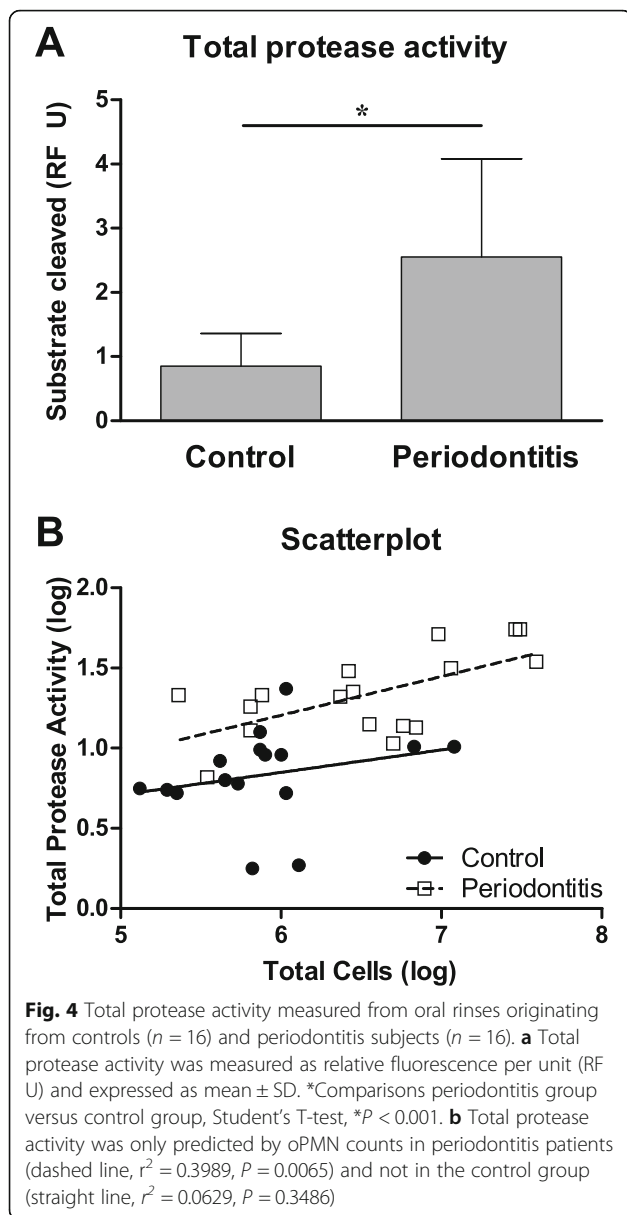 A Total protease activity
Substrate cleaved (RF U)
5
4
3
2
1
0
*
Control Periodontitis
B Scatterplot
Total Protease Activity (log)
2.0
1.5
1.0
0.5
0.0
Control
Periodontitis
5 6 7 8
Total Cells (log)
Fig. 4 Total protease activity measured from oral rinses originating
from controls (n = 16) and periodontitis subjects (n = 16). a Total
protease activity was measured as relative fluorescence per unit (RF
U) and expressed as mean ± SD. *Comparisons periodontitis group
versus control group, Student's T-test, *P < 0.001. b Total protease
activity was only predicted by oPMN counts in periodontitis patients
(dashed line, r² = 0.3989, P = 0.0065) and not in the control group
(straight line, r² = 0.0629, P = 0.3486)